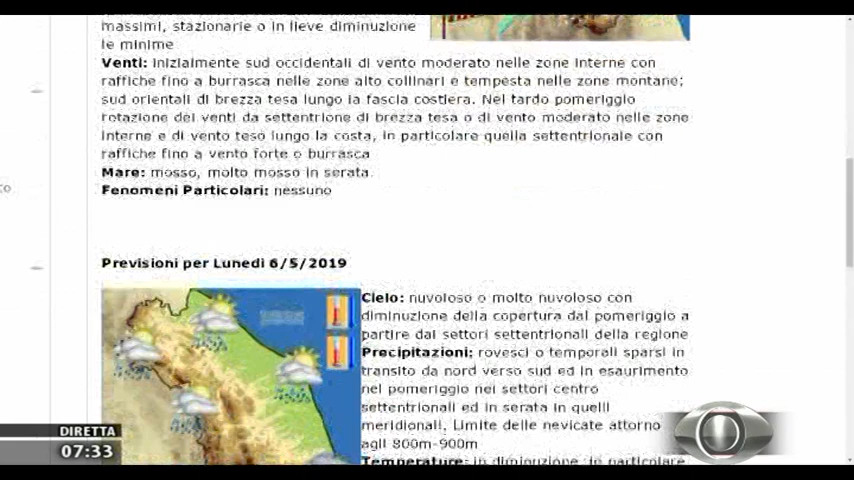 massimi, stazionarie o in lieve diminuzione
le minime
Venti: inizialmente sud occidentali di vento moderato nelle zone interne con
raffiche fino a burrasca nelle zone alto collinari e tempesta nelle zone montane;
sud orientali di brezza tesa lungo la fascia costiera. Nel tardo pomeriggio
rotazione dei venti da settentrione di brezza tesa o di vento moderato nelle zone
interne e di vento teso lungo la costa, in particolare quella settentrionale con
raffiche fino a vento forte o burrasca
Mare: mosso, molto mosso in serata.
Fenomeni Particolari: nessuno
Previsioni per Lunedì 6/5/2019
Cielo: nuvoloso o molto nuvoloso con
diminuzione della copertura dal pomeriggio a
partire dai settori settentrionali della regione
Precipitazioni: rovesci o temporali sparsi in
transito da nord verso sud ed in esaurimento
nel pomeriggio nei settori centro
settentrionali ed in serata in quelli
meridionali. Limite delle nevicate attorno
agli 800m-900m
Temperature: in diminuzione, in particolare
DIRETTA
07:33